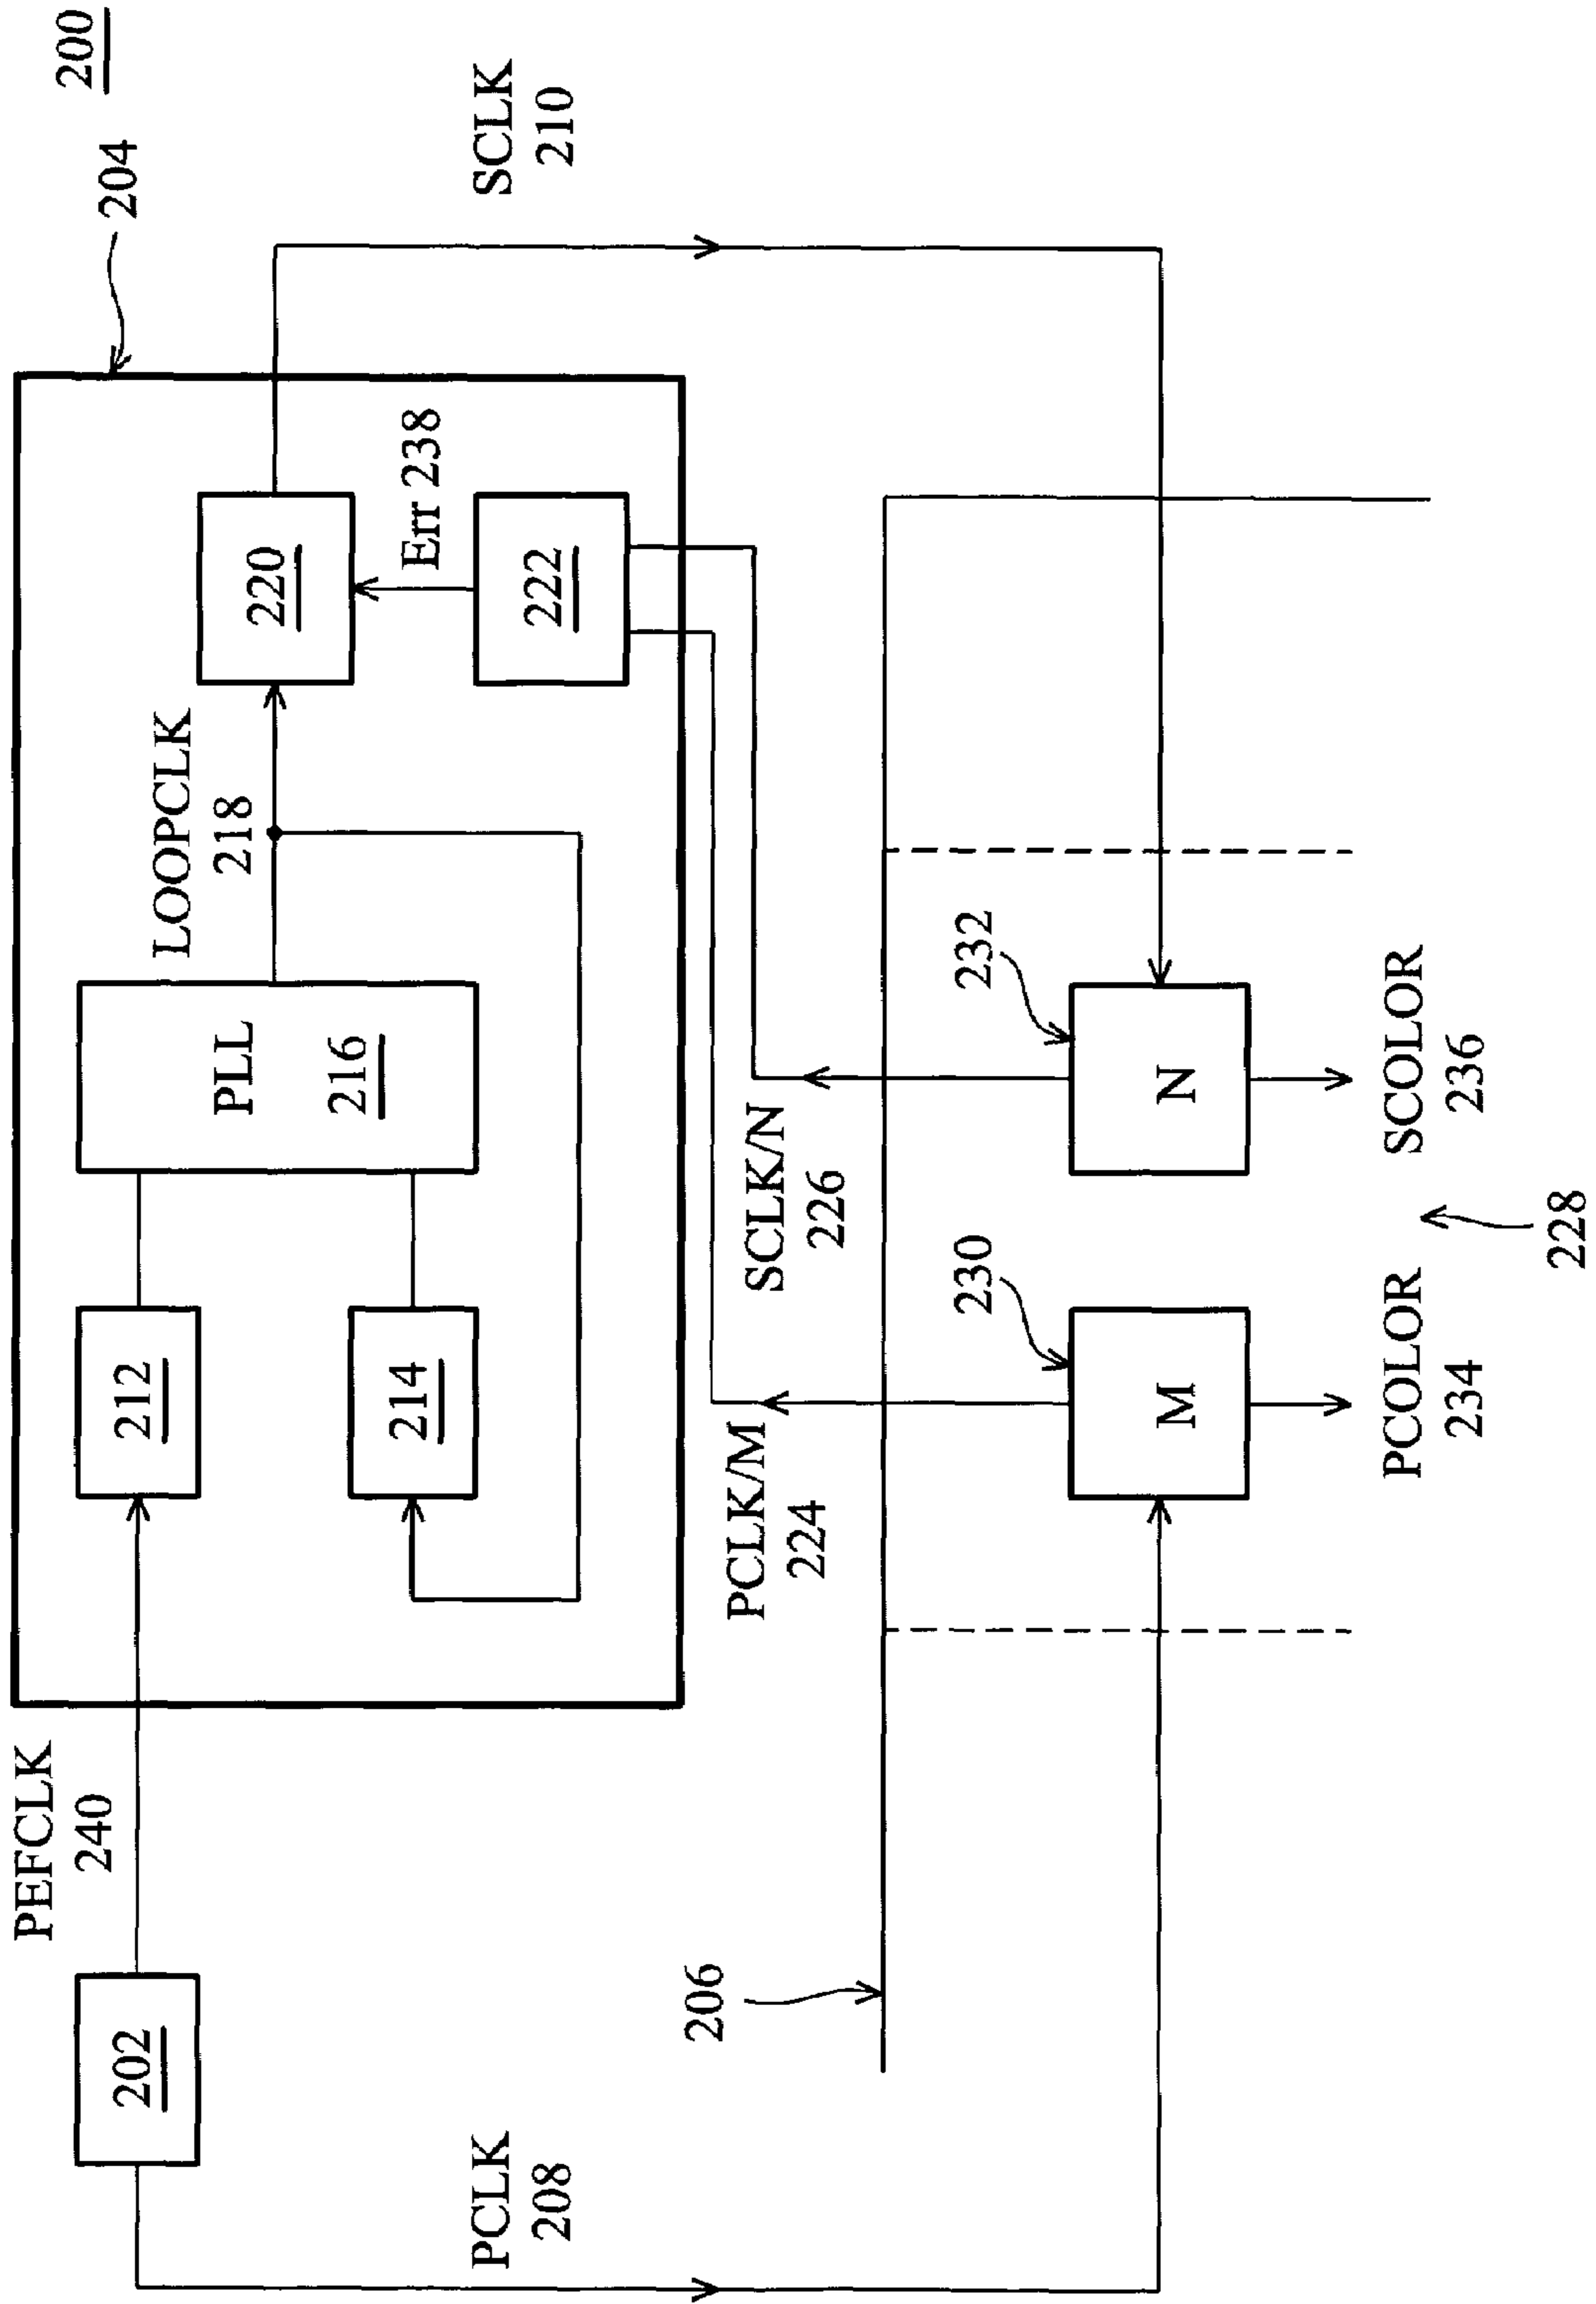 200
204
PEFCLK
240
202
212
214
PLL
216
LOOPCLK
218
220
Err 238
222
SCLK
210
PCLK
208
206
PCLK/M
224
SCLK/N
226
230
M
232
N
PCOLOR
234
SCOLOR
236
228